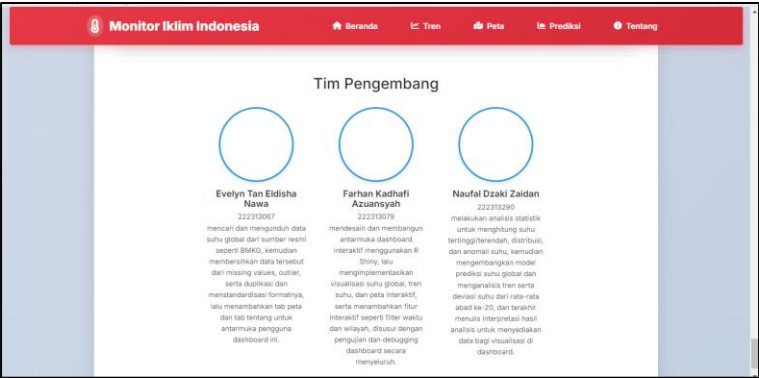 Monitor Iklim Indonesia
Beranda
Tren
Peta
Prediksi
Tentang
Tim Pengembang
Evelyn Tan Eldisha
Nawa
222313067
mencari dan mengunduh data
suhu global dari sumber resmi
seperti BMKG, kemudian
membersihkan data tersebut
dari missing values, outlier,
serta duplikasi dan
menstandardisasi formatnya,
lalu menambahkan tab peta
dan tab tentang untuk
antarmuka pengguna
dashboard ini.
Farhan Kadhafi
Azuansyah
222313079
mendesain dan membangun
antarmuka dashboard
interaktif menggunakan R
Shiny, lalu
mengimplementasikan
visualisasi suhu global, tren
suhu, dan peta interaktif,
serta menambahkan fitur
interaktif seperti filter waktu
dan wilayah, disusul dengan
pengujian dan debugging
dashboard secara
menyeluruh.
Naufal Dzaki Zaidan
222313290
melakukan analisis statistik
untuk menghitung suhu
tertinggi/terendah, distribusi,
dan anomali suhu, kemudian
mengembangkan model
prediksi suhu global dan
menganalisis tren serta
deviasi suhu dari rata-rata
abad ke-20, dan terakhir
menulis interpretasi hasil
analisis untuk menyediakan
data bagi visualisasi di
dashboard.